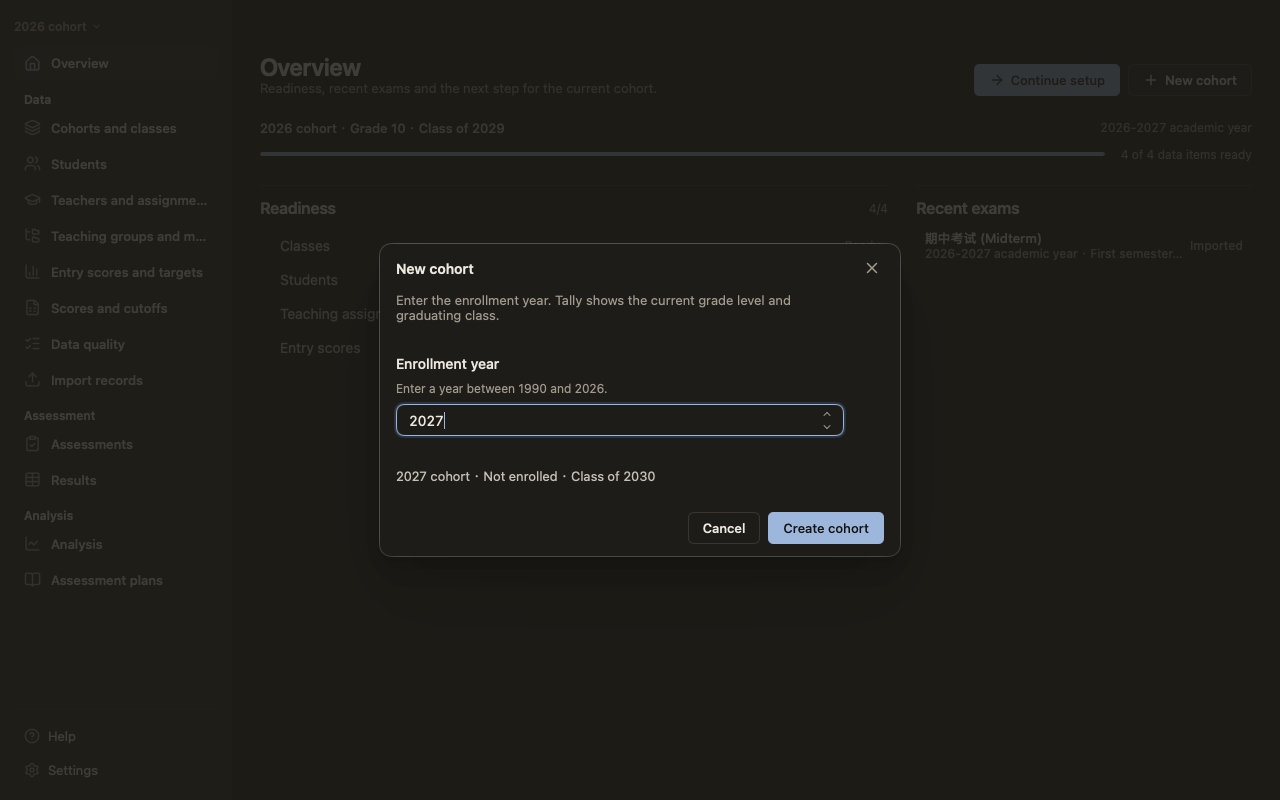 2026 cohort
Overview
Data
Cohorts and classes
Students
Teachers and assignme...
Teaching groups and m...
Entry scores and targets
Scores and cutoffs
Data quality
Import records
Assessment
Assessments
Results
Analysis
Analysis
Assessment plans
Help
Settings
Overview
Readiness, recent exams and the next step for the current cohort.
Continue setup
New cohort
2026 cohort · Grade 10 · Class of 2029
2026-2027 academic year
4 of 4 data items ready
Readiness
4/4
Classes
Students
Teaching assign
Entry scores
Recent exams
期中考试 (Midterm)
2026-2027 academic year · First semester...
Imported
New cohort
Enter the enrollment year. Tally shows the current grade level and
graduating class.
Enrollment year
Enter a year between 1990 and 2026.
2027
2027 cohort · Not enrolled · Class of 2030
Cancel
Create cohort